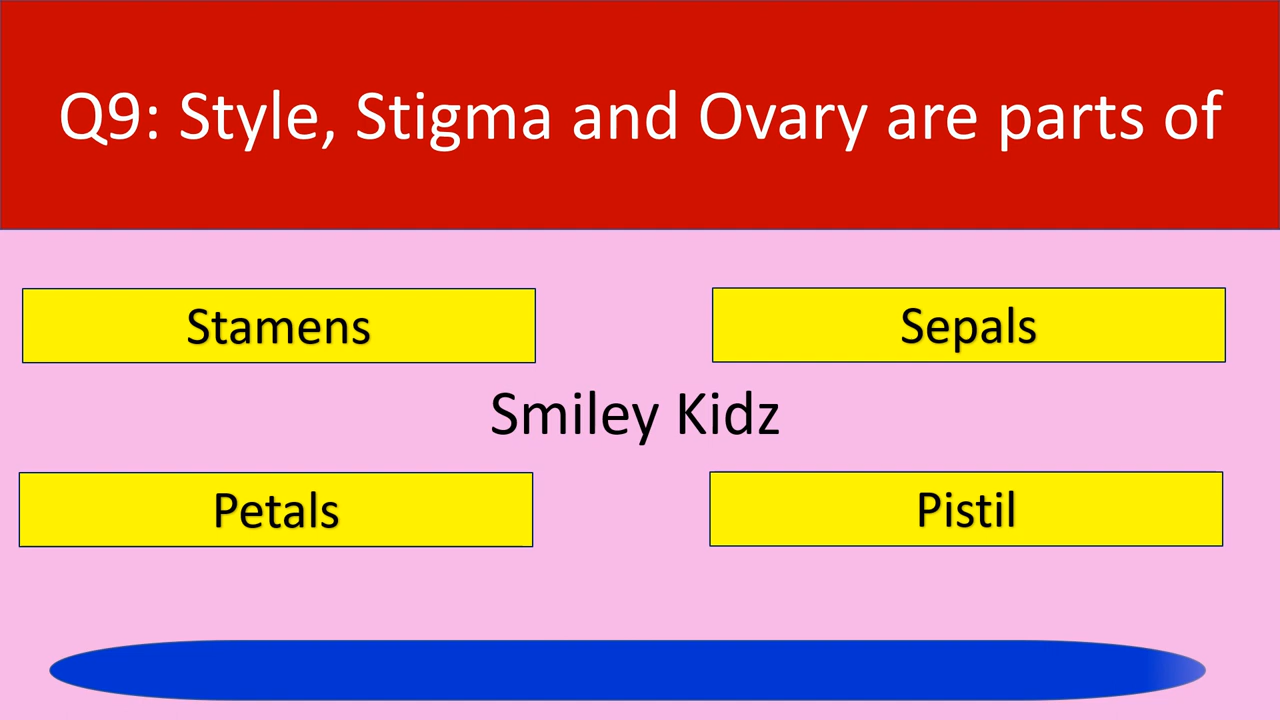 Q9: Style, Stigma and Ovary are parts of
Stamens
Sepals
Smiley Kidz
Petals
Pistil